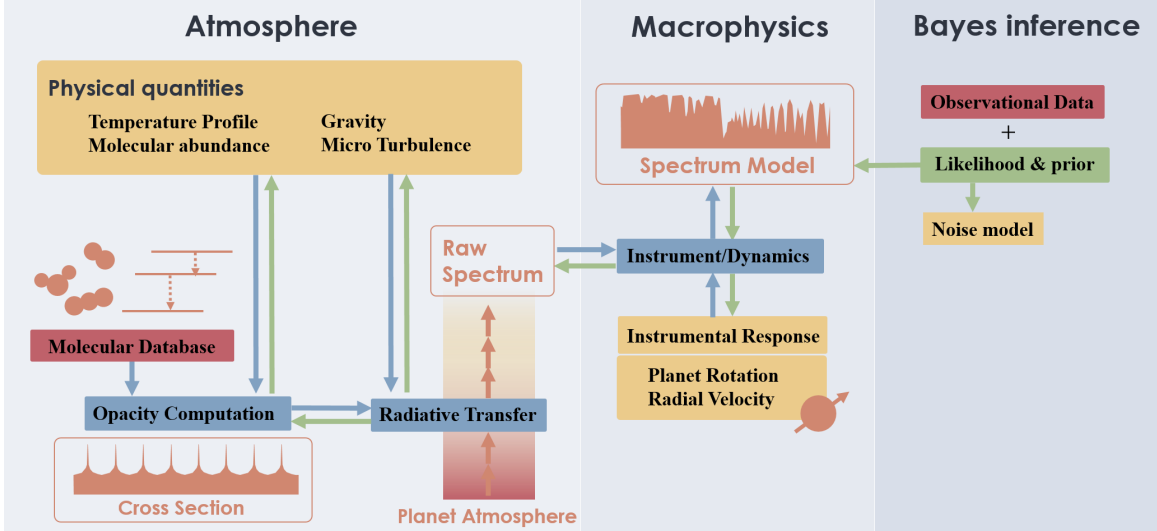 Atmosphere
Physical quantities
Temperature Profile
Molecular abundance
Gravity
Micro Turbulence
Molecular Database
Opacity Computation
Cross Section
Radiative Transfer
Raw
Spectrum
Planet Atmosphere
Macrophysics
Spectrum Model
Instrument/Dynamics
Instrumental Response
Planet Rotation
Radial Velocity
Bayes inference
Observational Data
+
Likelihood & prior
Noise model